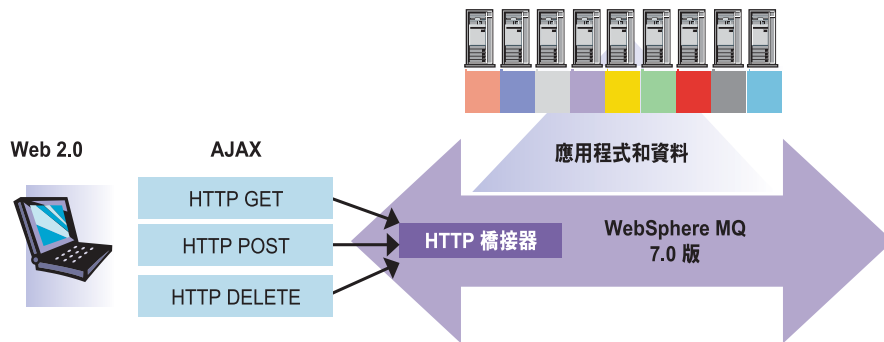 應用程式和資料
Web 2.0
AJAX
HTTP GET
HTTP POST
HTTP DELETE
HTTP 橋接器
WebSphere MQ
7.0 版